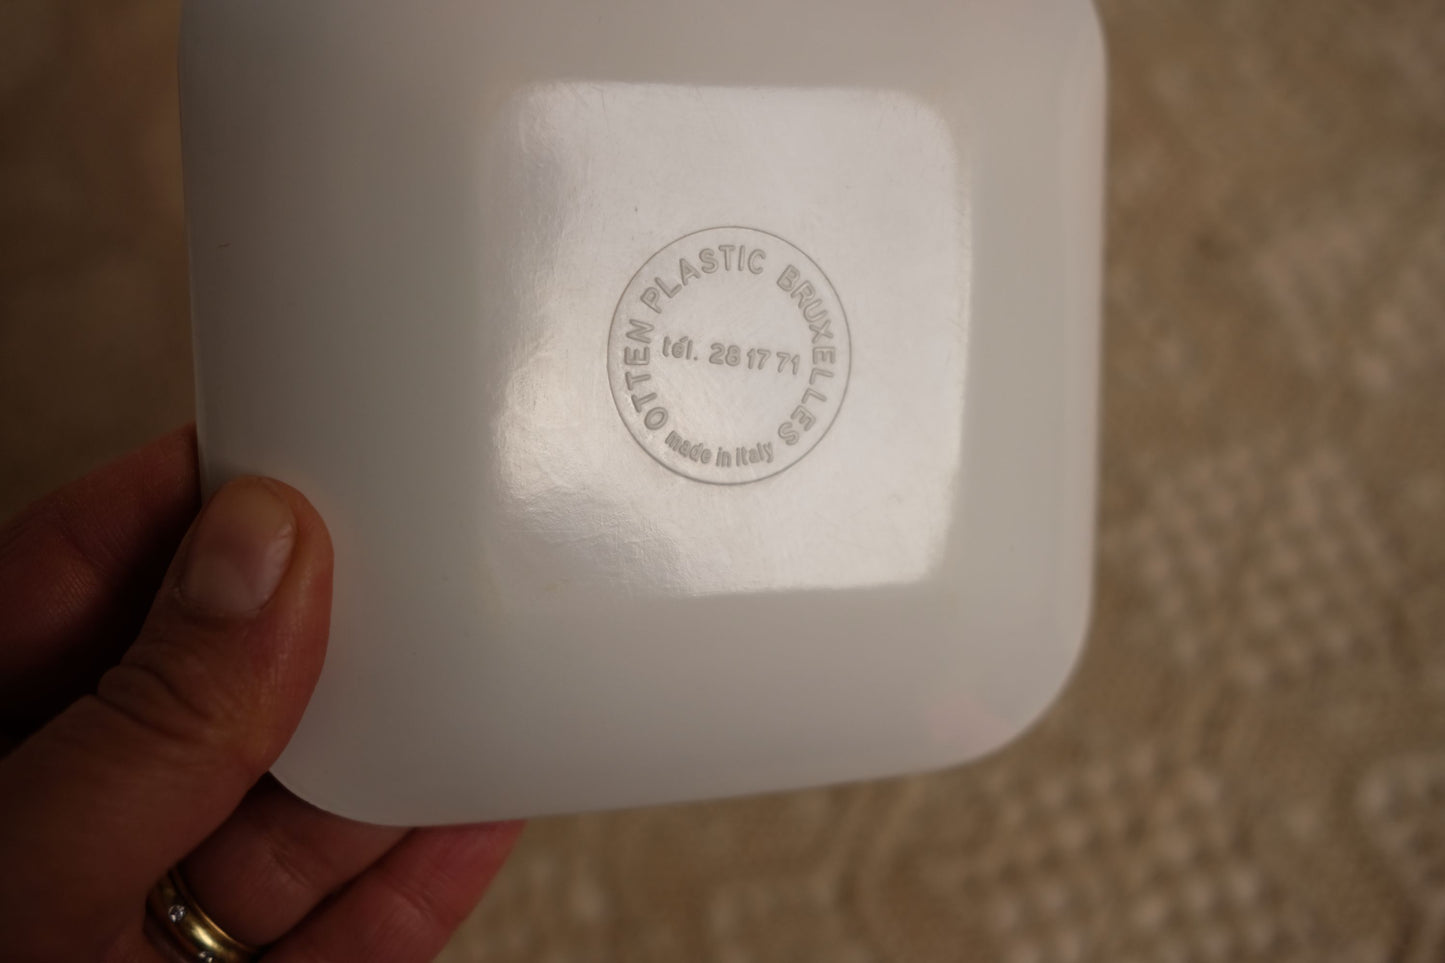 OTTEN PLASTIC BRUXELLES
tél. 28 17 71
made in Italy